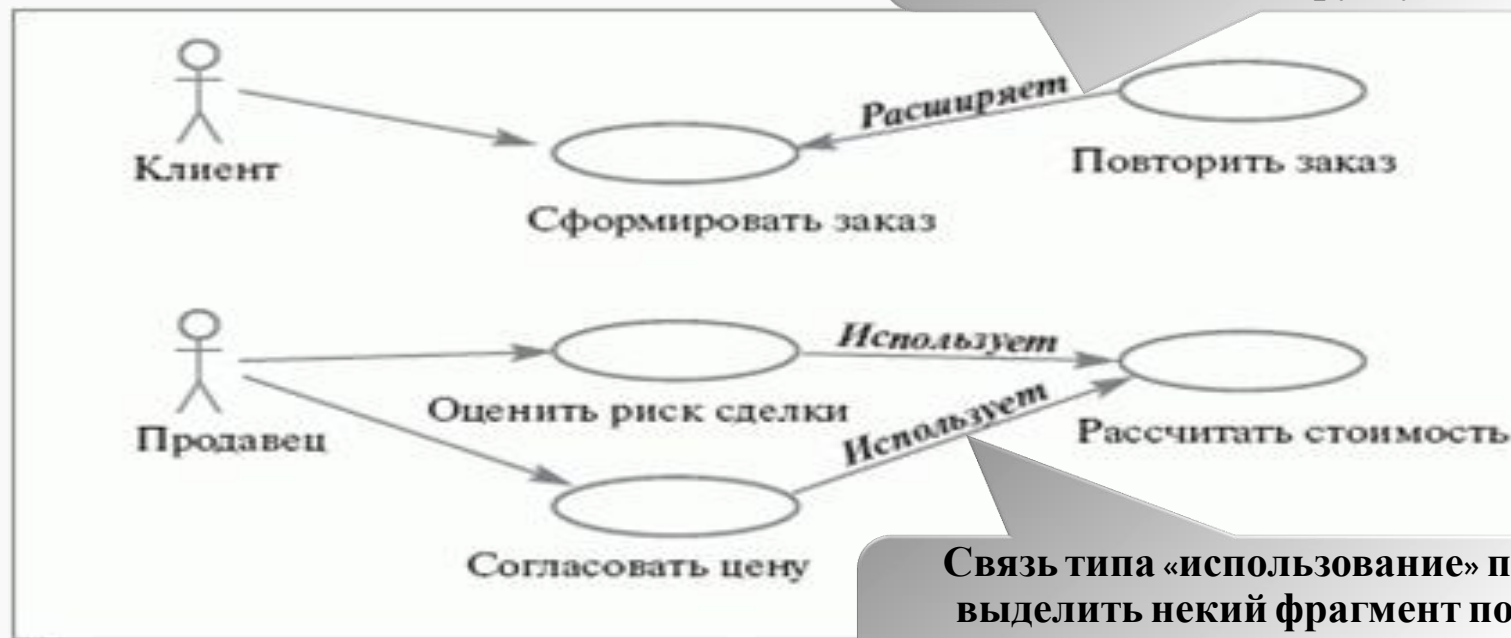 Расширяет
Клиент
Повторить заказ
Сформировать заказ
Использует
Оценить риск сделки
Использует
Продавец
Рассчитать стоимость
Согласовать цену
Связь типа «использование»
выделить некий фрагмент